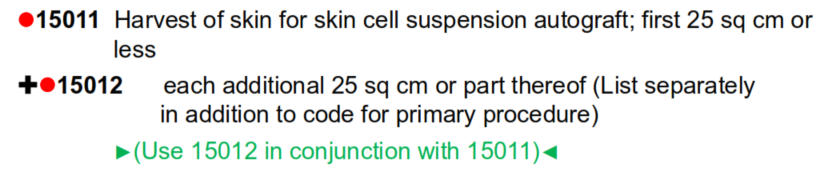 ●15011 Harvest of skin for skin cell suspension autograft; first 25 sq cm or
less
✚●15012 each additional 25 sq cm or part thereof (List separately
in addition to code for primary procedure)
►(Use 15012 in conjunction with 15011)◄